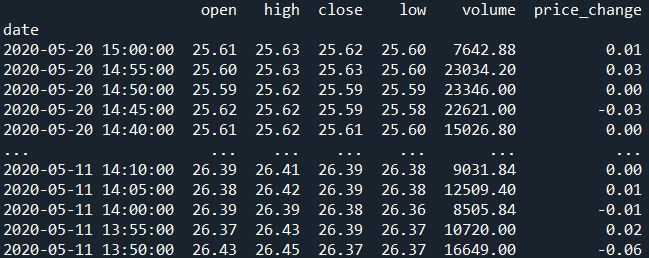 open high close low volume price_change
date
2020-05-20 15:00:00 25.61 25.63 25.62 25.60 7642.88 0.01
2020-05-20 14:55:00 25.60 25.63 25.63 25.60 23034.20 0.03
2020-05-20 14:50:00 25.59 25.62 25.59 25.59 23346.00 0.00
2020-05-20 14:45:00 25.62 25.62 25.59 25.58 22621.00 -0.03
2020-05-20 14:40:00 25.61 25.62 25.61 25.60 15026.80 0.00
... ... ... ... ... ... ...
2020-05-11 14:10:00 26.39 26.41 26.39 26.38 9031.84 0.00
2020-05-11 14:05:00 26.38 26.42 26.39 26.38 12509.40 0.01
2020-05-11 14:00:00 26.39 26.39 26.38 26.36 8505.84 -0.01
2020-05-11 13:55:00 26.37 26.43 26.39 26.37 10720.00 0.02
2020-05-11 13:50:00 26.43 26.45 26.37 26.37 16649.00 -0.06